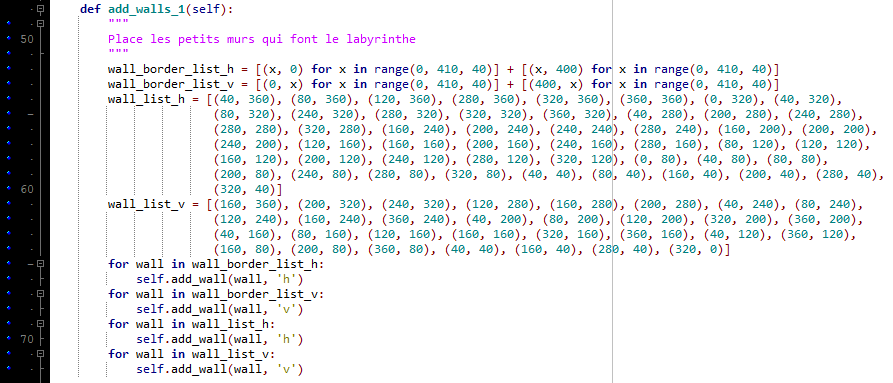 def add_walls_1(self):
"""
50 Place les petits murs qui font le labyrinthe
"""
wall_border_list_h = [(x, 0) for x in range(0, 410, 40)] + [(x, 400) for x in range(0, 410, 40)]
wall_border_list_v = [(0, x) for x in range(0, 410, 40)] + [(400, x) for x in range(0, 410, 40)]
wall_list_h = [(40, 360), (80, 360), (120, 360), (280, 360), (320, 360), (360, 360), (0, 320), (40, 320),
(80, 320), (240, 320), (280, 320), (320, 320), (360, 320), (40, 280), (200, 280), (240, 280),
(280, 280), (320, 280), (160, 240), (200, 240), (240, 240), (280, 240), (160, 200), (200, 200),
(240, 200), (120, 160), (160, 160), (200, 160), (240, 160), (280, 160), (80, 120), (120, 120),
(160, 120), (200, 120), (240, 120), (280, 120), (320, 120), (0, 80), (40, 80), (80, 80),
(200, 80), (240, 80), (280, 80), (320, 80), (40, 40), (80, 40), (160, 40), (200, 40), (280, 40),
60 (320, 40)]
wall_list_v = [(160, 360), (200, 320), (240, 320), (120, 280), (160, 280), (200, 280), (40, 240), (80, 240),
(120, 240), (160, 240), (360, 240), (40, 200), (80, 200), (120, 200), (320, 200), (360, 200),
(40, 160), (80, 160), (120, 160), (160, 160), (320, 160), (360, 160), (40, 120), (360, 120),
(160, 80), (200, 80), (360, 80), (40, 40), (160, 40), (280, 40), (320, 0)]
for wall in wall_border_list_h:
self.add_wall(wall, 'h')
for wall in wall_border_list_v:
self.add_wall(wall, 'v')
for wall in wall_list_h:
70 self.add_wall(wall, 'h')
for wall in wall_list_v:
self.add_wall(wall, 'v')